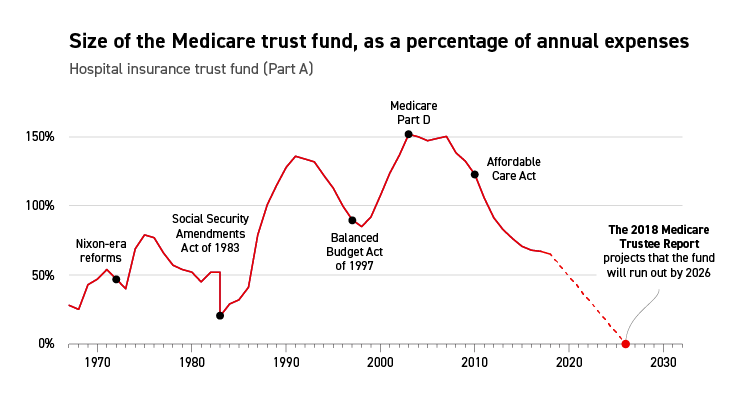 Size of the Medicare trust fund, as a percentage of annual expenses
Hospital insurance trust fund (Part A)
Medicare
Part D
150%
Affordable
Care Act
100%
Social Security
Amendments
Act of 1983
Nixon-era
reforms
Balanced
Budget Act
of 1997
The 2018 Medicare
Trustee Report
projects that the fund
will run out by 2026
50%
0%
1970
1980
1990
2000
2010
2020
2030